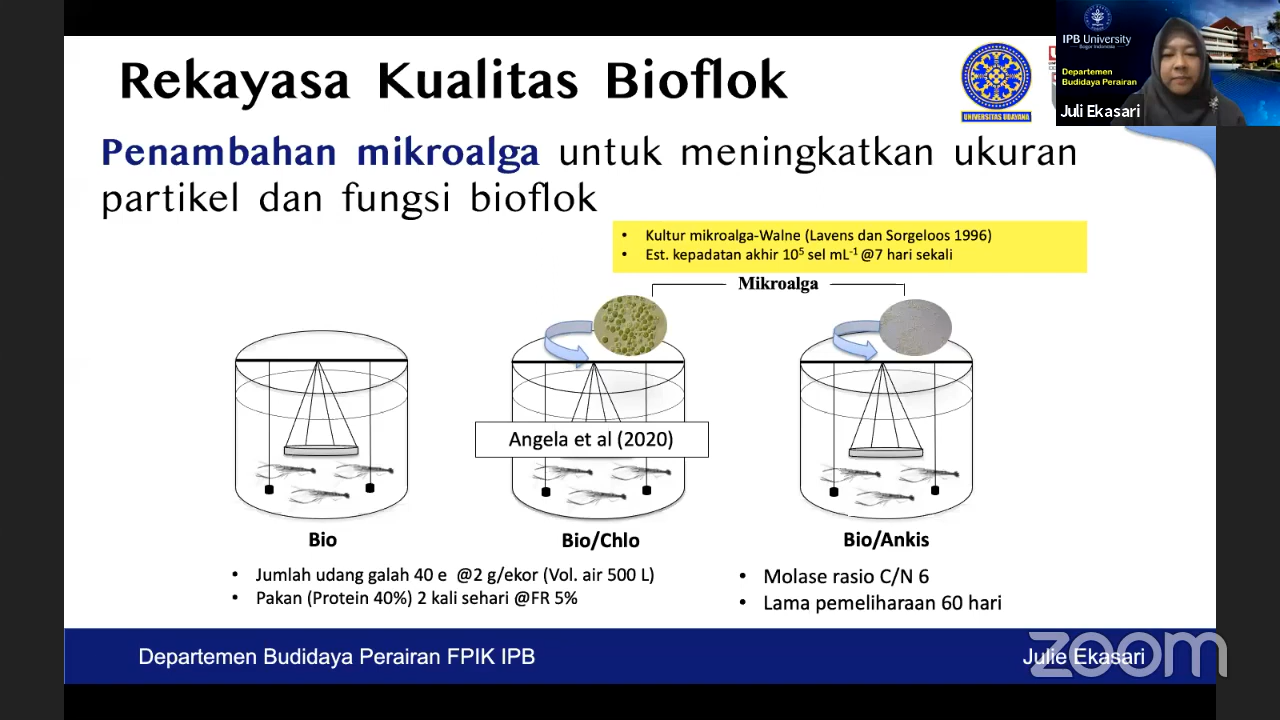 Rekayasa Kualitas Bioflok
UNIVERSITAS UDAYANA
IPB University
Bogor Indonesia
Departemen
Budidaya Perairan
Juli Ekasari
Penambahan mikroalga untuk meningkatkan ukuran
partikel dan fungsi bioflok
• Kultur mikroalga-Walne (Lavens dan Sorgeloos 1996)
• Est. kepadatan akhir 10⁵ sel mL⁻¹ @7 hari sekali
Mikroalga
Angela et al (2020)
Bio
Bio/Chlo
Bio/Ankis
• Jumlah udang galah 40 e @2 g/ekor (Vol. air 500 L)
• Pakan (Protein 40%) 2 kali sehari @FR 5%
• Molase rasio C/N 6
• Lama pemeliharaan 60 hari
Departemen Budidaya Perairan FPIK IPB
Julie Ekasari
zoom